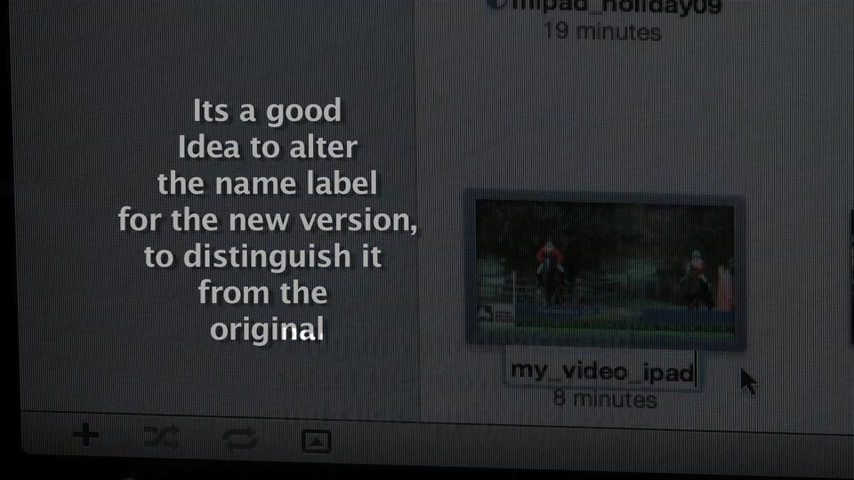 mipad_holiday09
19 minutes
Its a good
Idea to alter
the name label
for the new version,
to distinguish it
from the
original.
my_video_ipad
8 minutes